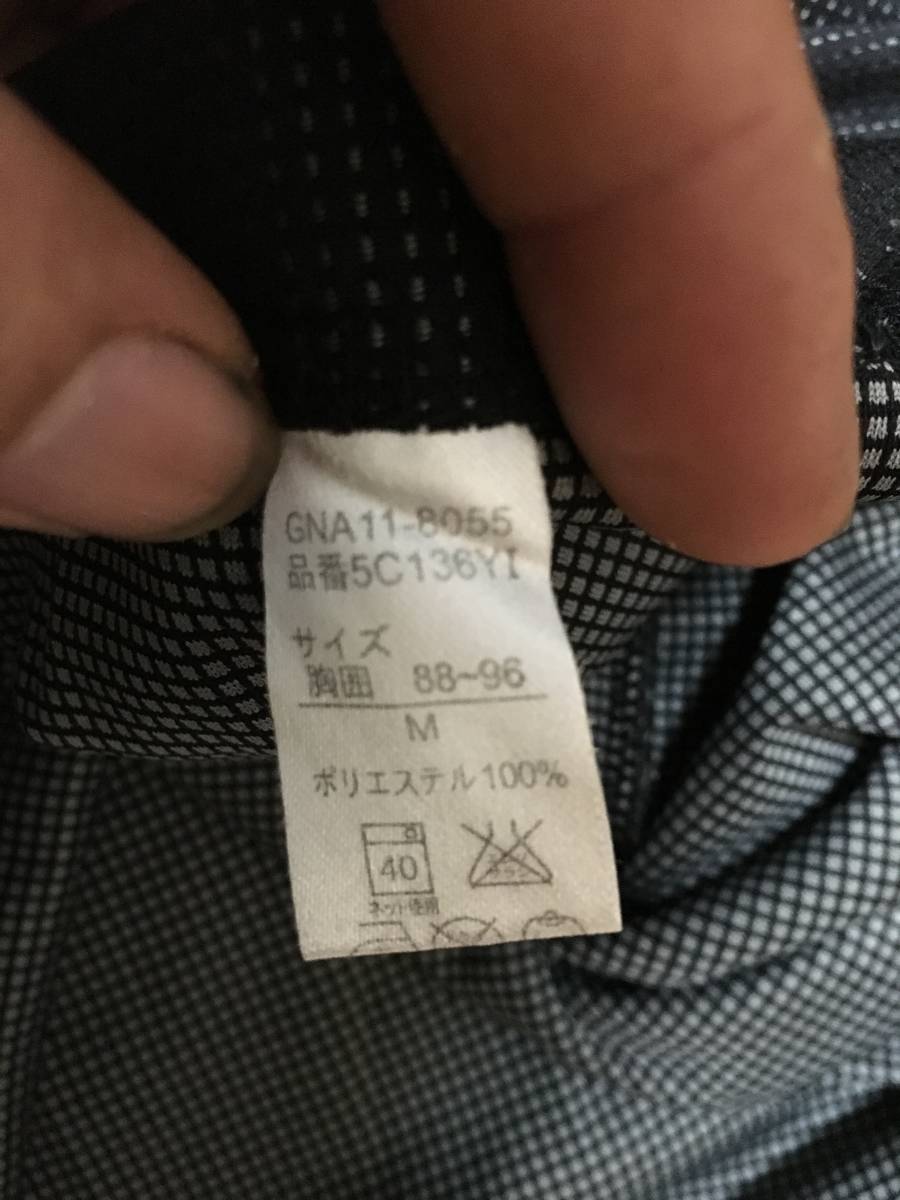 GNA11-8055
品番5C136YI
サイズ
胸囲 88~96
M
ポリエステル100%
40
ネット使用